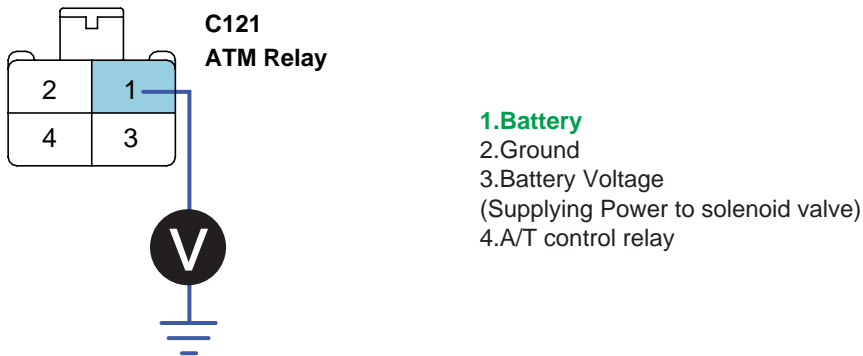 C121
ATM Relay
2 1
4 3
V
1.Battery
2.Ground
3.Battery Voltage
(Supplying Power to solenoid valve)
4.A/T control relay